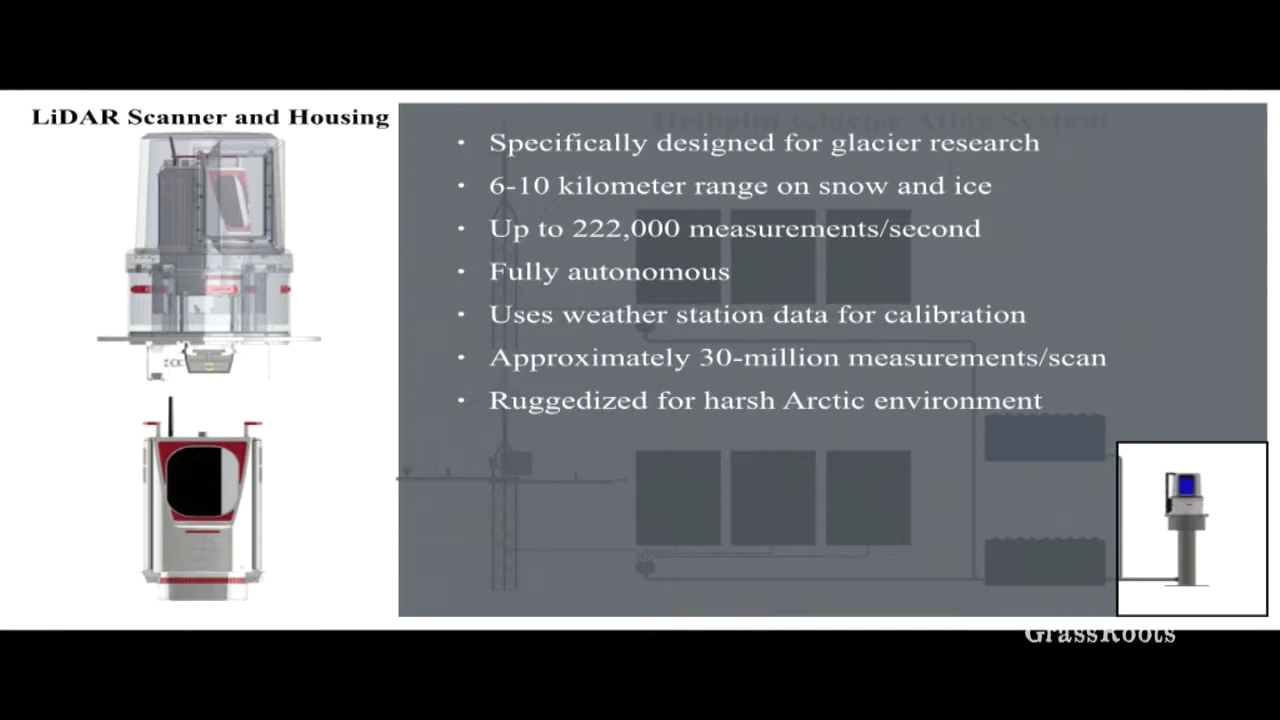 LiDAR Scanner and Housing
Helheim Glacier Atlas System
• Specifically designed for glacier research
• 6-10 kilometer range on snow and ice
• Up to 222,000 measurements/second
• Fully autonomous
• Uses weather station data for calibration
• Approximately 30-million measurements/scan
• Ruggedized for harsh Arctic environment
GrassRoots